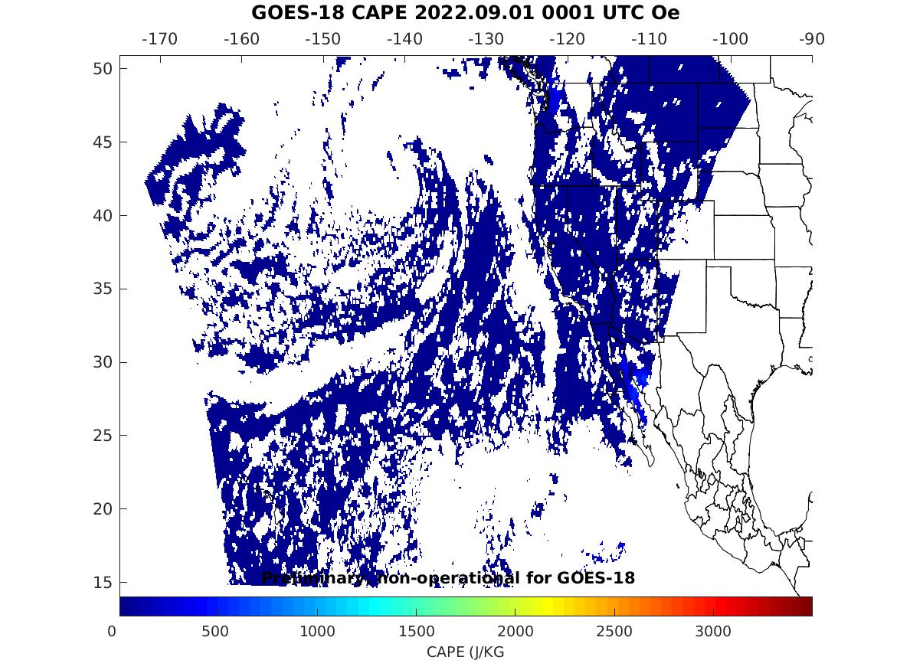 GOES-18 CAPE 2022.09.01 0001 UTC Oe
-170 -160 -150 -140 -130 -120 -110 -100 -90
50
45
40
35
30
25
20
15
Preliminary, non-operational for GOES-18
0 500 1000 1500 2000 2500 3000
CAPE (J/KG